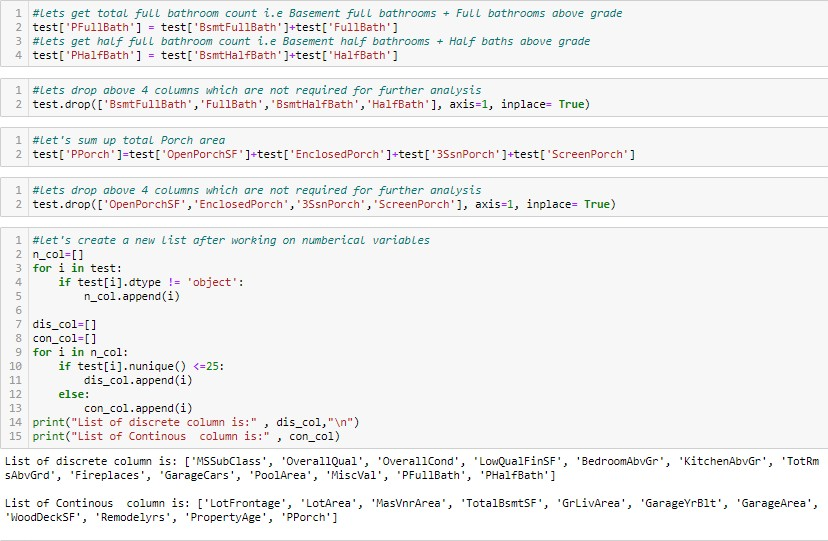 1 #lets get total full bathroom count i.e Basement full bathrooms + Full bathrooms above grade
2 test['PFullBath'] = test['BsmtFullBath']+test['FullBath']
3 #lets get half full bathroom count i.e Basement half bathrooms + Half baths above grade
4 test['PHalfBath'] = test['BsmtHalfBath']+test['HalfBath']
1 #lets drop above 4 columns which are not required for further analysis
2 test.drop(['BsmtFullBath','FullBath','BsmtHalfBath','HalfBath'], axis=1, inplace= True)
1 #let's sum up total Porch area
2 test['PPorch']=test['OpenPorchSF']+test['EnclosedPorch']+test['3SsnPorch']+test['ScreenPorch']
1 #lets drop above 4 columns which are not required for further analysis
2 test.drop(['OpenPorchSF','EnclosedPorch','3SsnPorch','ScreenPorch'], axis=1, inplace= True)
1 #let's create a new list after working on numberical variables
2 n_col=[]
3 for i in test:
4     if test[i].dtype != 'object':
5         n_col.append(i)
6
7 dis_col=[]
8 con_col=[]
9 for i in n_col:
10     if test[i].nunique() <=25:
11         dis_col.append(i)
12     else:
13         con_col.append(i)
14 print("List of discrete column is:" , dis_col,"\n")
15 print("List of Continous  column is:" , con_col)
List of discrete column is: ['MSSubClass', 'OverallQual', 'OverallCond', 'LowQualFinSF', 'BedroomAbvGr', 'KitchenAbvGr', 'TotRm
sAbvGrd', 'Fireplaces', 'GarageCars', 'PoolArea', 'MiscVal', 'PFullBath', 'PHalfBath']
List of Continous  column is: ['LotFrontage', 'LotArea', 'MasVnrArea', 'TotalBsmtSF', 'GrLivArea', 'GarageYrBlt', 'GarageArea',
'WoodDeckSF', 'Remodelyrs', 'PropertyAge', 'PPorch']